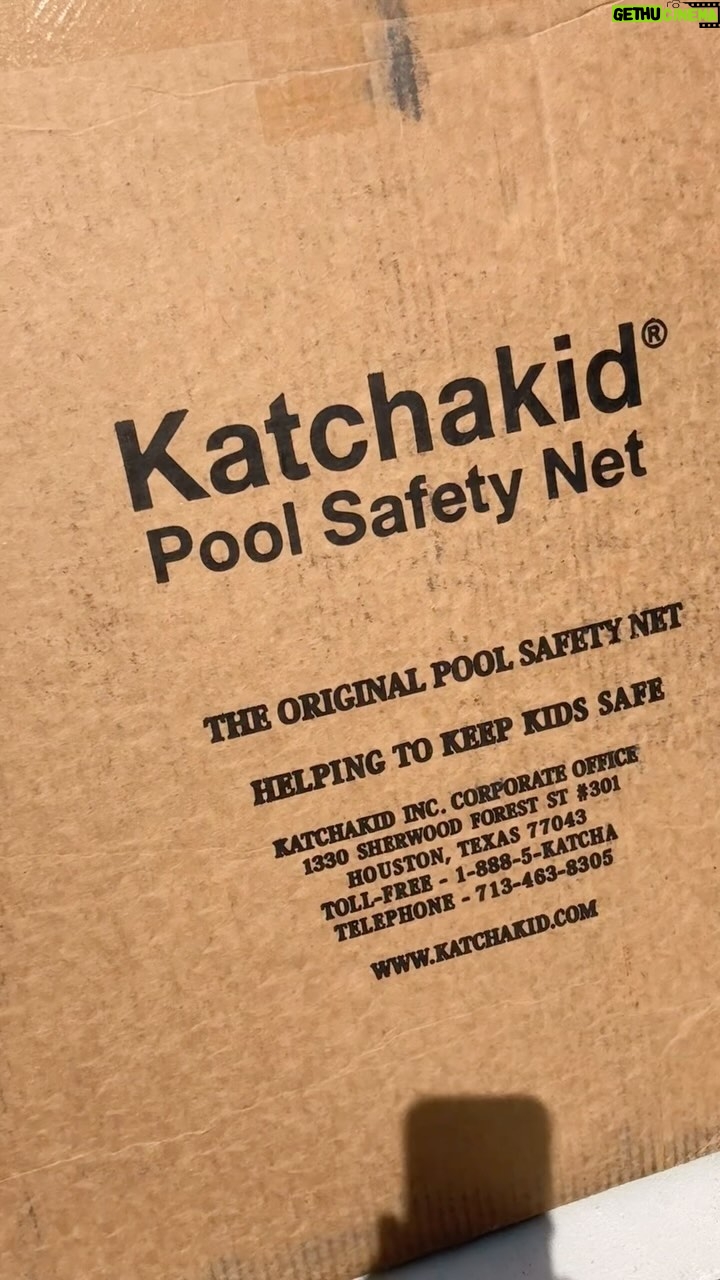 Katchakid®
Pool Safety Net
THE ORIGINAL POOL SAFETY NET
HELPING TO KEEP KIDS SAFE
KATCHAKID INC. CORPORATE OFFICE
1330 SHERWOOD FOREST ST #301
HOUSTON, TEXAS 77043
TOLL-FREE - 1-888-5-KATCHA
TELEPHONE - 713-463-8305
WWW.KATCHAKID.COM